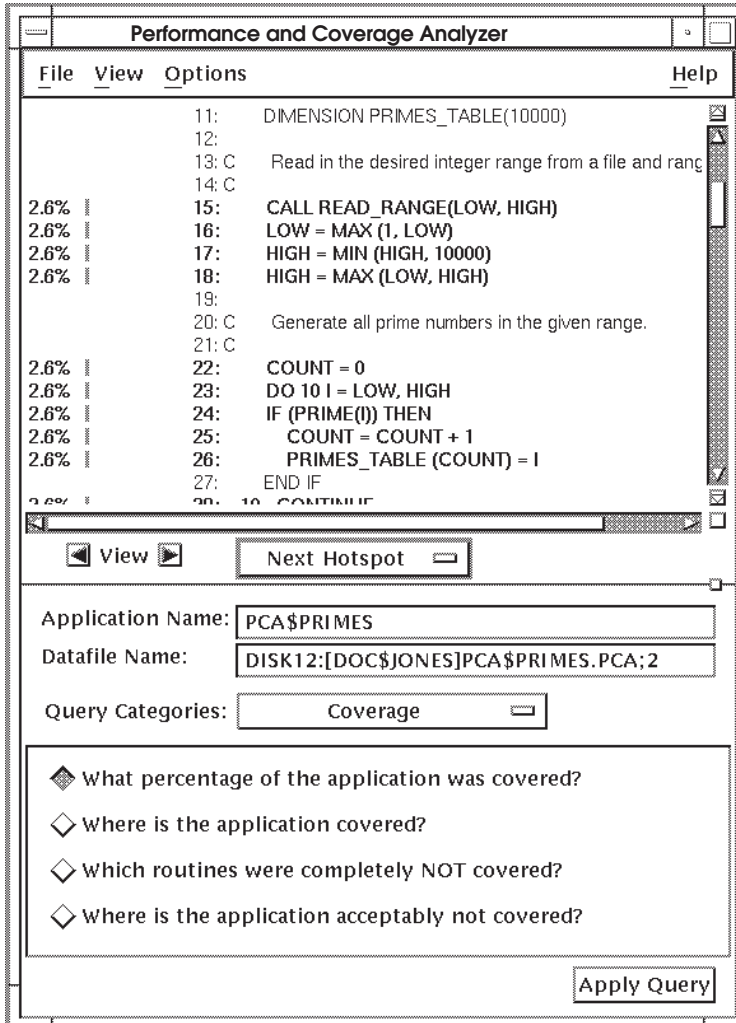 Performance and Coverage Analyzer
File View Options Help
11: DIMENSION PRIMES_TABLE(10000)
12:
13: C Read in the desired integer range from a file and rang
14: C
2.6% 15: CALL READ_RANGE(LOW, HIGH)
2.6% 16: LOW = MAX (1, LOW)
2.6% 17: HIGH = MIN (HIGH, 10000)
2.6% 18: HIGH = MAX (LOW, HIGH)
19:
20: C Generate all prime numbers in the given range.
21: C
2.6% 22: COUNT = 0
2.6% 23: DO 10 I = LOW, HIGH
2.6% 24: IF (PRIME(I)) THEN
2.6% 25: COUNT = COUNT + 1
2.6% 26: PRIMES_TABLE (COUNT) = I
27: END IF
2.6% 10 CONTINUE
View Next Hotspot
Application Name: PCA$PRIMES
Datafile Name: DISK12:[DOC$JONES]PCA$PRIMES.PCA;2
Query Categories: Coverage
What percentage of the application was covered?
Where is the application covered?
Which routines were completely NOT covered?
Where is the application acceptably not covered?
Apply Query